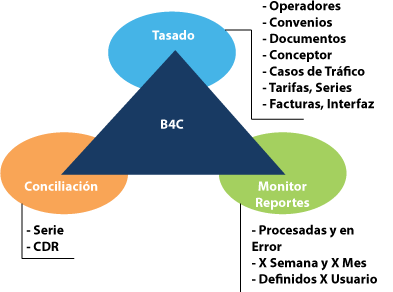 Tasado
- Operadores
- Convenios
- Documentos
- Conceptor
- Casos de Tráfico
- Tarifas, Series
- Facturas, Interfaz
B4C
Conciliación
- Serie
- CDR
Monitor
Reportes
- Procesadas y en
Error
- X Semana y X Mes
- Definidos X Usuario